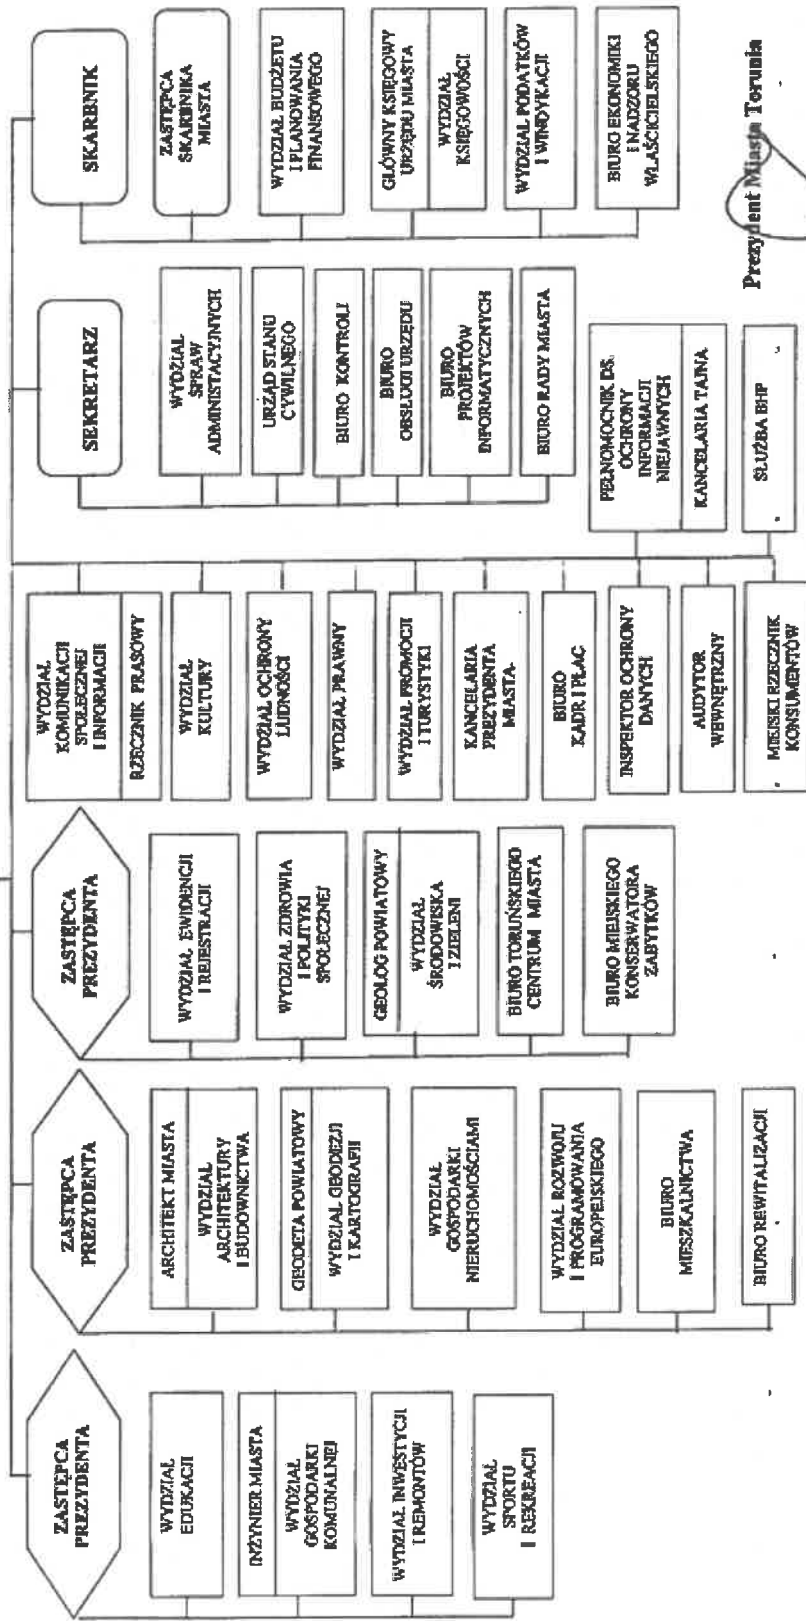 ZASTĘPCA
PREZYDENTA
WYDZIAŁ
EDUKACJI
INŻYNIER MIASTA
WYDZIAŁ
GOSPODARKI
KOMUNALNEJ
WYDZIAŁ INWESTYCJI
I REMONTÓW
WYDZIAŁ
SPORTU
I REKREACJI
ZASTĘPCA
PREZYDENTA
ARCHITEKT MIASTA
WYDZIAŁ
ARCHITEKTURY
I BUDOWNICTWA
GEODETA POWIATOWY
WYDZIAŁ GEODEZJI
I KARTOGRAFII
WYDZIAŁ
GOSPODARKI
NIERUCHOMOŚCIAMI
WYDZIAŁ ROZWOJU
I PROGRAMOWANIA
EUROPEJSKIEGO
BIURO
MIESZKALNICTWA
BIURO REWITALIZACJI
ZASTĘPCA
PREZYDENTA
WYDZIAŁ EWIDENCJI
I REJESTRACJI
WYDZIAŁ ZDROWIA
I POLITYKI
SPOŁECZNEJ
GEOLOG POWIATOWY
WYDZIAŁ
ŚRODOWISKA
I ZIELENI
BIURO TORUŃSKIEGO
CENTRUM MIASTA
BIURO MIEJSKIEGO
KONSERWATORA
ZABYTKÓW
WYDZIAŁ
KOMUNIKACJI
SPOŁECZNEJ
I INFORMACJI
RZECZNIK PRASOWY
WYDZIAŁ
KULTURY
WYDZIAŁ OCHRONY
LUDNOŚCI
WYDZIAŁ PRAWNY
WYDZIAŁ PROMOCJI
I TURYSTYKI
KANCELARIA
PREZYDENTA
MIASTA
BIURO
KADR I PŁAC
INSPEKTOR OCHRONY
DANYCH
AUDYTOR
WEWNĘTRZNY
MIEJSKI RZECZNIK
KONSUMENTÓW
PEŁNOMOCNIK DS.
OCHRONY
INFORMACJI
NIEJAWNYCH
KANCELARIA TAJNA
SŁUŻBA BHP
SEKRETARZ
WYDZIAŁ
SPRAW
ADMINISTACYJNYCH
URZĄD STANU
CYWILNEGO
BIURO KONTROLI
BIURO
OBSŁUGI URZĘDU
BIURO
PROJEKTÓW
INFORMATYCZNYCH
BIURO RADY MIASTA
SKARBNIK
ZASTĘPCA
SKARBNIKA
MIASTA
WYDZIAŁ BUDŻETU
I PLANOWANIA
FINANSOWEGO
GŁÓWNY KSIĘGOWY
URZĘDU MIASTA
WYDZIAŁ
KSIĘGOWOŚCI
WYDZIAŁ PODATKÓW
I WINDYKACJI
BIURO EKONOMIKI
I NADZORU
WŁAŚCICIELSKIEGO
Prezydent Miasta Torunia